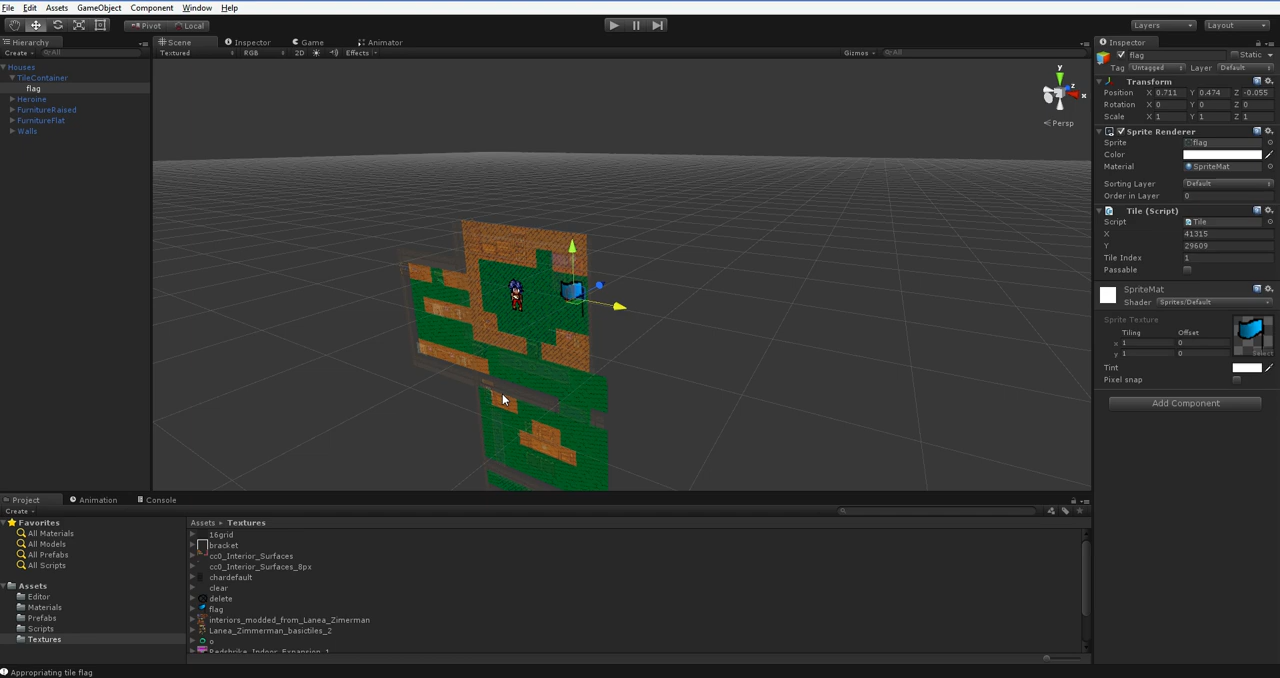 File Edit Assets GameObject Component Window Help
Pivot Local Layers Layout
Hierarchy Scene Inspector Game Animator Inspector
Create All Textured RGB 2D Effects Gizmos All
flag Static
Tag Untagged Layer Default
Houses
TileContainer
flag
Heroine
FurnitureRaised
FurnitureFlat
Walls
y
z
x
Persp
Transform
Position X 0.711 Y 0.474 Z -0.055
Rotation X 0 Y 0 Z 0
Scale X 1 Y 1 Z 1
Sprite Renderer
Sprite flag
Color
Material SpriteMat
Sorting Layer Default
Order in Layer 0
Tile (Script)
Script Tile
X 41315
Y 29609
Tile Index 1
Passable
SpriteMat
Shader Sprites/Default
Sprite Texture
Tiling Offset
x 1 0
y 1 0
Select
Tint
Pixel snap
Add Component
Project Animation Console
Create
Favorites
All Materials
All Models
All Prefabs
All Scripts
Assets
Editor
Materials
Prefabs
Scripts
Textures
Assets Textures
16grid
bracket
cc0_Interior_Surfaces
cc0_Interior_Surfaces_8px
chardefault
clear
delete
flag
interiors_modded_from_Lanea_Zimerman
Lanea_Zimmerman_basictiles_2
o
Redshrike_Indoor_Expansion_1
Appropriating tile flag